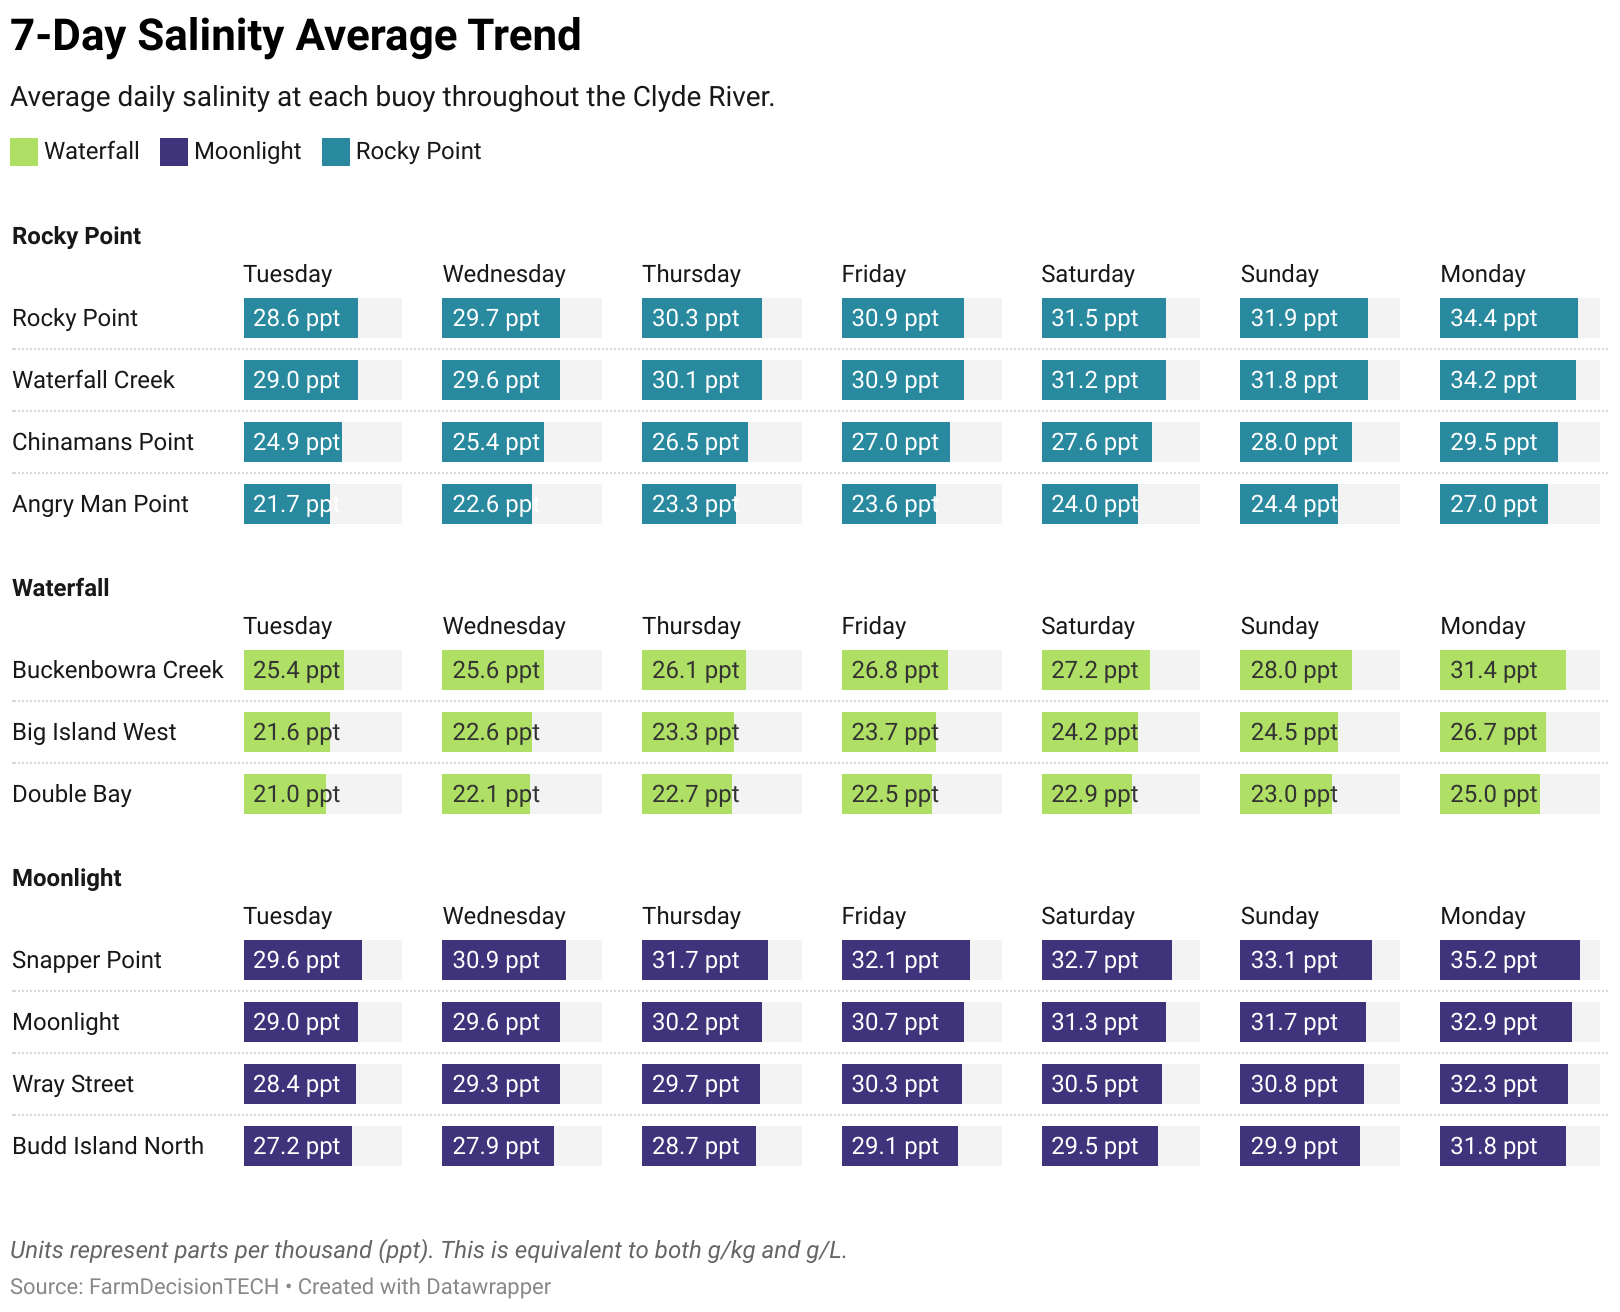 7-Day Salinity Average Trend
Average daily salinity at each buoy throughout the Clyde River.
Waterfall Moonlight Rocky Point
Rocky Point
Tuesday Wednesday Thursday Friday Saturday Sunday Monday
Rocky Point 28.6 ppt 29.7 ppt 30.3 ppt 30.9 ppt 31.5 ppt 31.9 ppt 34.4 ppt
Waterfall Creek 29.0 ppt 29.6 ppt 30.1 ppt 30.9 ppt 31.2 ppt 31.8 ppt 34.2 ppt
Chinamans Point 24.9 ppt 25.4 ppt 26.5 ppt 27.0 ppt 27.6 ppt 28.0 ppt 29.5 ppt
Angry Man Point 21.7 ppt 22.6 ppt 23.3 ppt 23.6 ppt 24.0 ppt 24.4 ppt 27.0 ppt
Waterfall
Tuesday Wednesday Thursday Friday Saturday Sunday Monday
Buckenbowra Creek 25.4 ppt 25.6 ppt 26.1 ppt 26.8 ppt 27.2 ppt 28.0 ppt 31.4 ppt
Big Island West 21.6 ppt 22.6 ppt 23.3 ppt 23.7 ppt 24.2 ppt 24.5 ppt 26.7 ppt
Double Bay 21.0 ppt 22.1 ppt 22.7 ppt 22.5 ppt 22.9 ppt 23.0 ppt 25.0 ppt
Moonlight
Tuesday Wednesday Thursday Friday Saturday Sunday Monday
Snapper Point 29.6 ppt 30.9 ppt 31.7 ppt 32.1 ppt 32.7 ppt 33.1 ppt 35.2 ppt
Moonlight 29.0 ppt 29.6 ppt 30.2 ppt 30.7 ppt 31.3 ppt 31.7 ppt 32.9 ppt
Wray Street 28.4 ppt 29.3 ppt 29.7 ppt 30.3 ppt 30.5 ppt 30.8 ppt 32.3 ppt
Budd Island North 27.2 ppt 27.9 ppt 28.7 ppt 29.1 ppt 29.5 ppt 29.9 ppt 31.8 ppt
Units represent parts per thousand (ppt). This is equivalent to both g/kg and g/L.
Source: FarmDecisionTECH • Created with Datawrapper